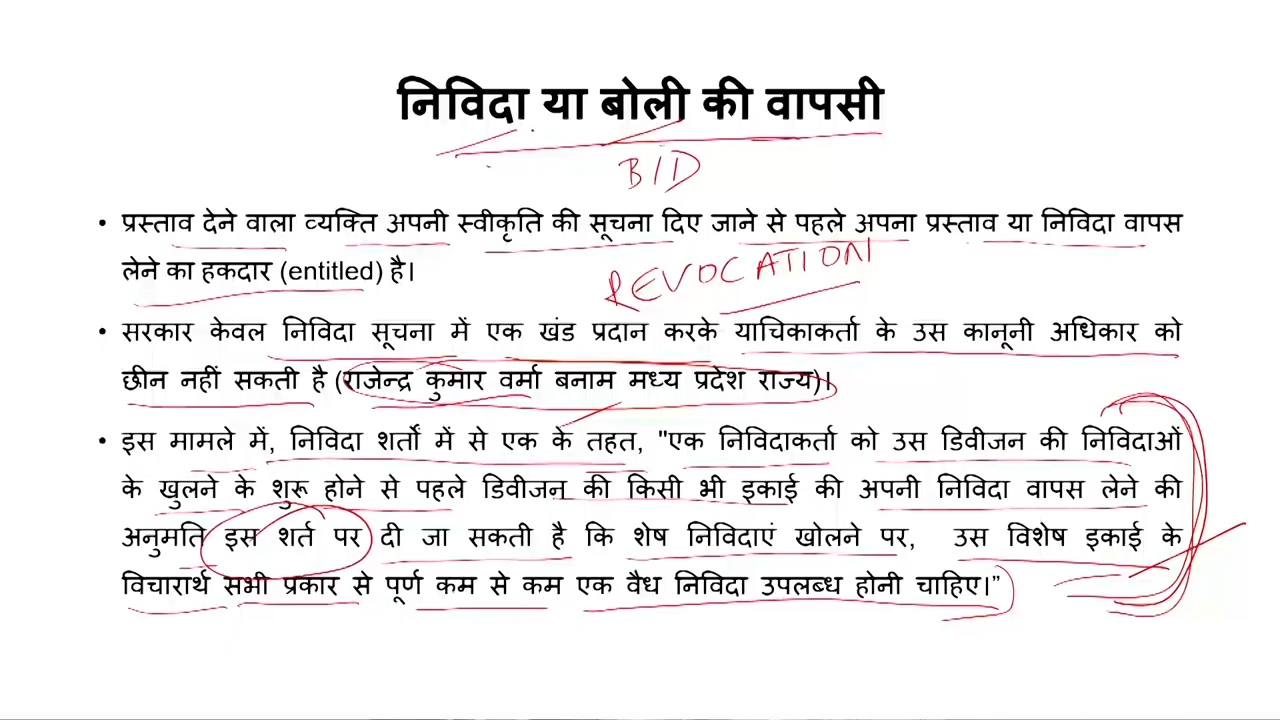 निविदा या बोली की वापसी
BID
• प्रस्ताव देने वाला व्यक्ति अपनी स्वीकृति की सूचना दिए जाने से पहले अपना प्रस्ताव या निविदा वापस
लेने का हकदार (entitled) है।
REVOCATION
• सरकार केवल निविदा सूचना में एक खंड प्रदान करके याचिकाकर्ता के उस कानूनी अधिकार को
छीन नहीं सकती है (राजेन्द्र कुमार वर्मा बनाम मध्य प्रदेश राज्य)।
• इस मामले में, निविदा शर्तों में से एक के तहत, "एक निविदाकर्ता को उस डिवीजन की निविदाओं
के खुलने के शुरू होने से पहले डिवीजन की किसी भी इकाई की अपनी निविदा वापस लेने की
अनुमति इस शर्त पर दी जा सकती है कि शेष निविदाएं खोलने पर, उस विशेष इकाई के
विचारार्थ सभी प्रकार से पूर्ण कम से कम एक वैध निविदा उपलब्ध होनी चाहिए।”